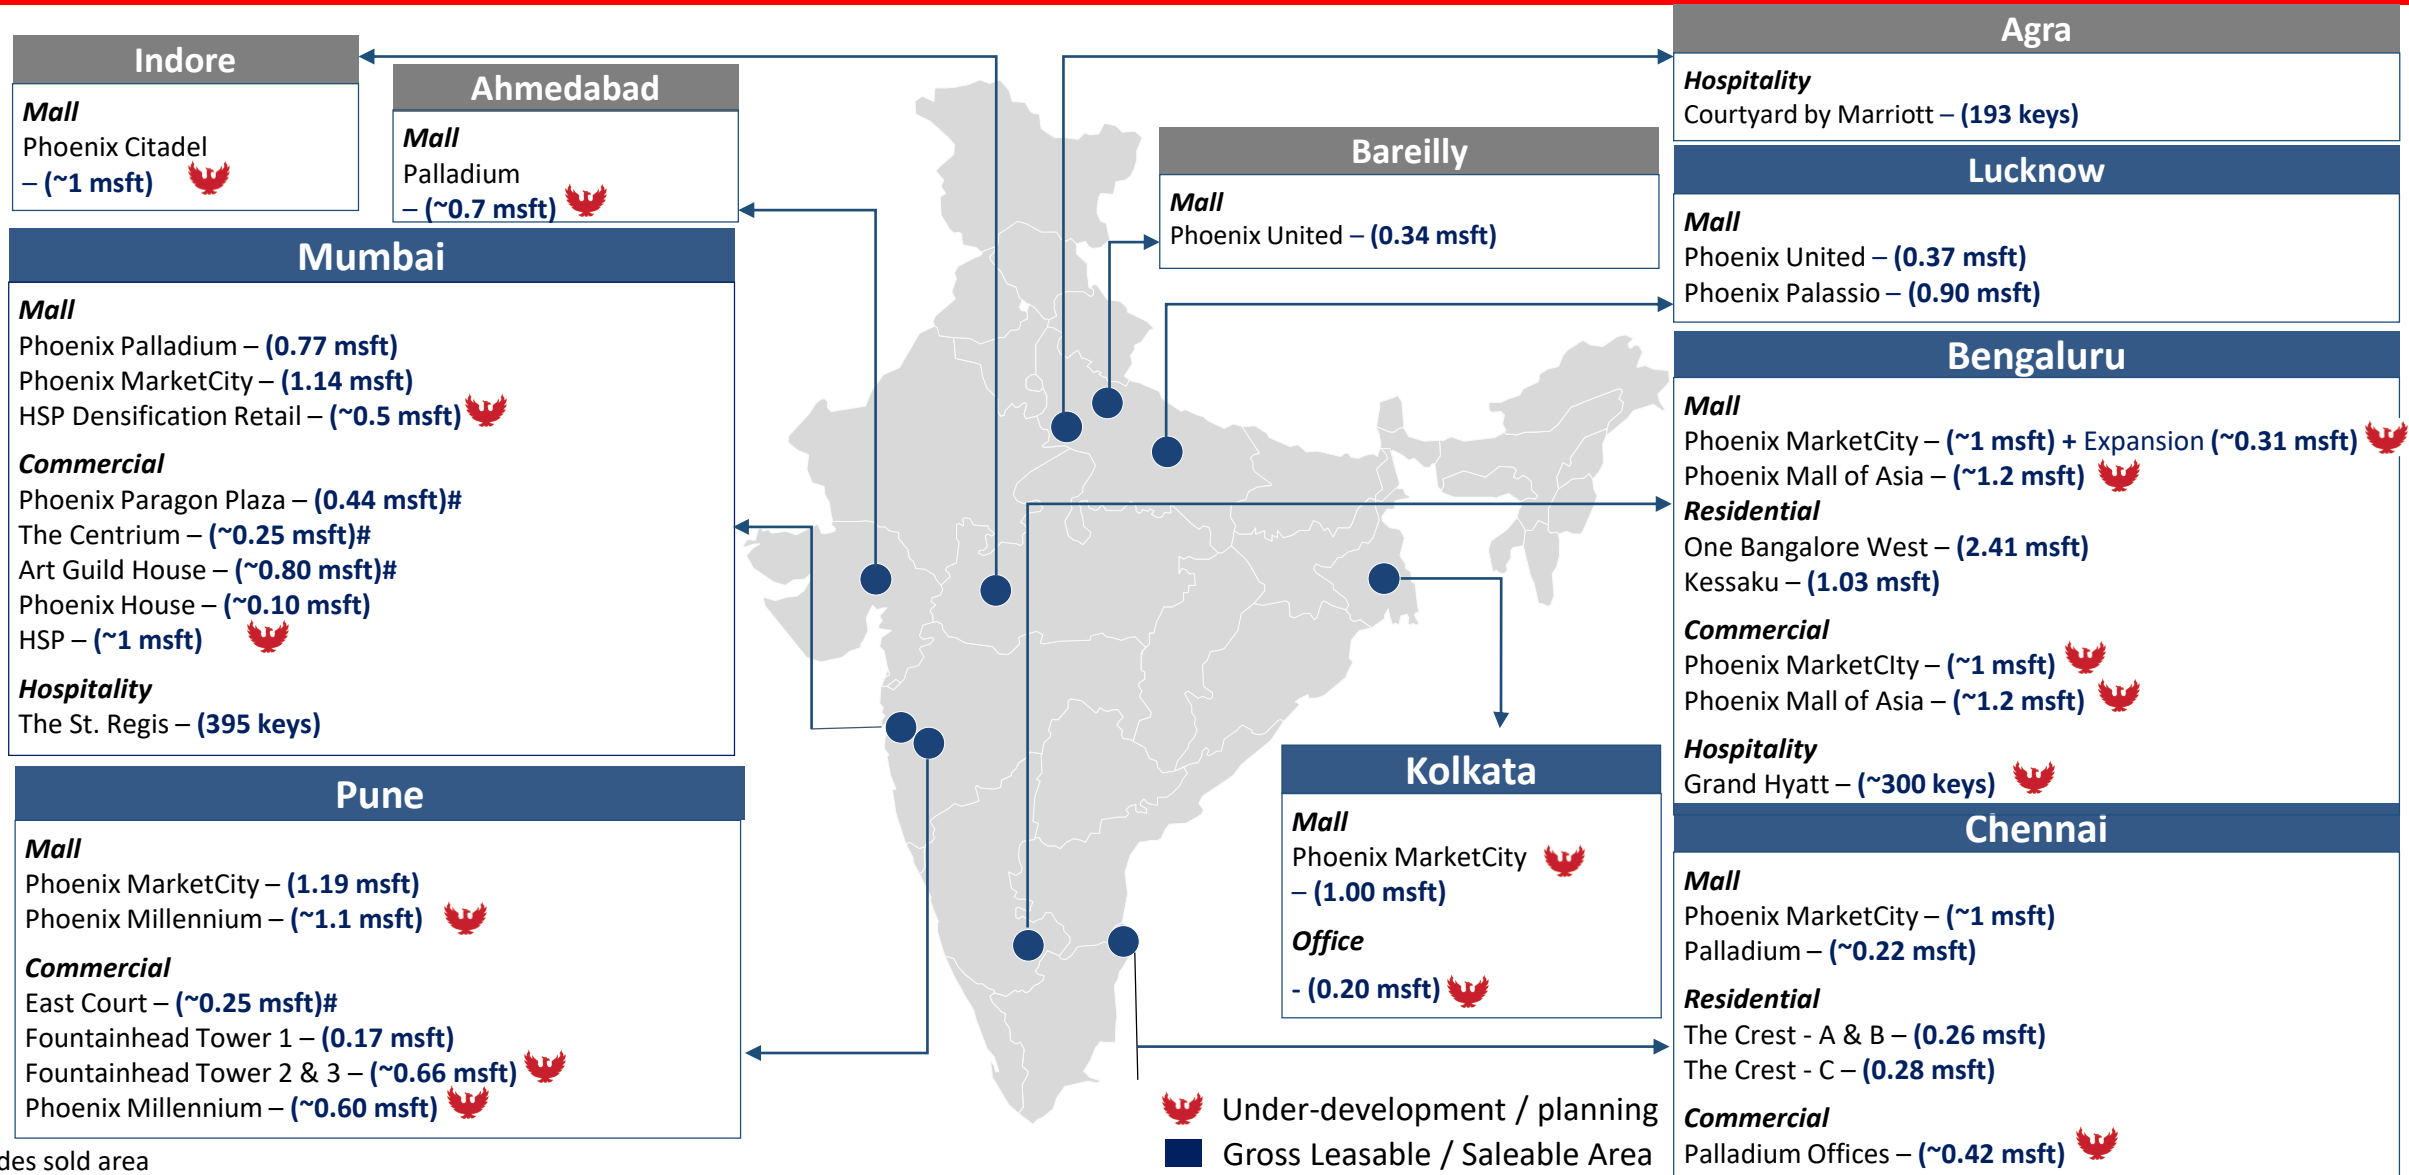 Indore
Mall
Phoenix Citadel
– (~1 msft)
Ahmedabad
Mall
Palladium
– (~0.7 msft)
Mumbai
Mall
Phoenix Palladium – (0.77 msft)
Phoenix MarketCity – (1.14 msft)
HSP Densification Retail – (~0.5 msft)
Commercial
Phoenix Paragon Plaza – (0.44 msft)#
The Centrium – (~0.25 msft)#
Art Guild House – (~0.80 msft)#
Phoenix House – (~0.10 msft)
HSP – (~1 msft)
Hospitality
The St. Regis – (395 keys)
Pune
Mall
Phoenix MarketCity – (1.19 msft)
Phoenix Millennium – (~1.1 msft)
Commercial
East Court – (~0.25 msft)#
Fountainhead Tower 1 – (0.17 msft)
Fountainhead Tower 2 & 3 – (~0.66 msft)
Phoenix Millennium – (~0.60 msft)
sold area
Bareilly
Mall
Phoenix United – (0.34 msft)
Kolkata
Mall
Phoenix MarketCity
– (1.00 msft)
Office
- (0.20 msft)
Under-development / planning
Gross Leasable / Saleable Area
Agra
Hospitality
Courtyard by Marriott – (193 keys)
Lucknow
Mall
Phoenix United – (0.37 msft)
Phoenix Palassio – (0.90 msft)
Bengaluru
Mall
Phoenix MarketCity – (~1 msft) + Expansion (~0.31 msft)
Phoenix Mall of Asia – (~1.2 msft)
Residential
One Bangalore West – (2.41 msft)
Kessaku – (1.03 msft)
Commercial
Phoenix MarketCIty – (~1 msft)
Phoenix Mall of Asia – (~1.2 msft)
Hospitality
Grand Hyatt – (~300 keys)
Chennai
Mall
Phoenix MarketCity – (~1 msft)
Palladium – (~0.22 msft)
Residential
The Crest - A & B – (0.26 msft)
The Crest - C – (0.28 msft)
Commercial
Palladium Offices – (~0.42 msft)